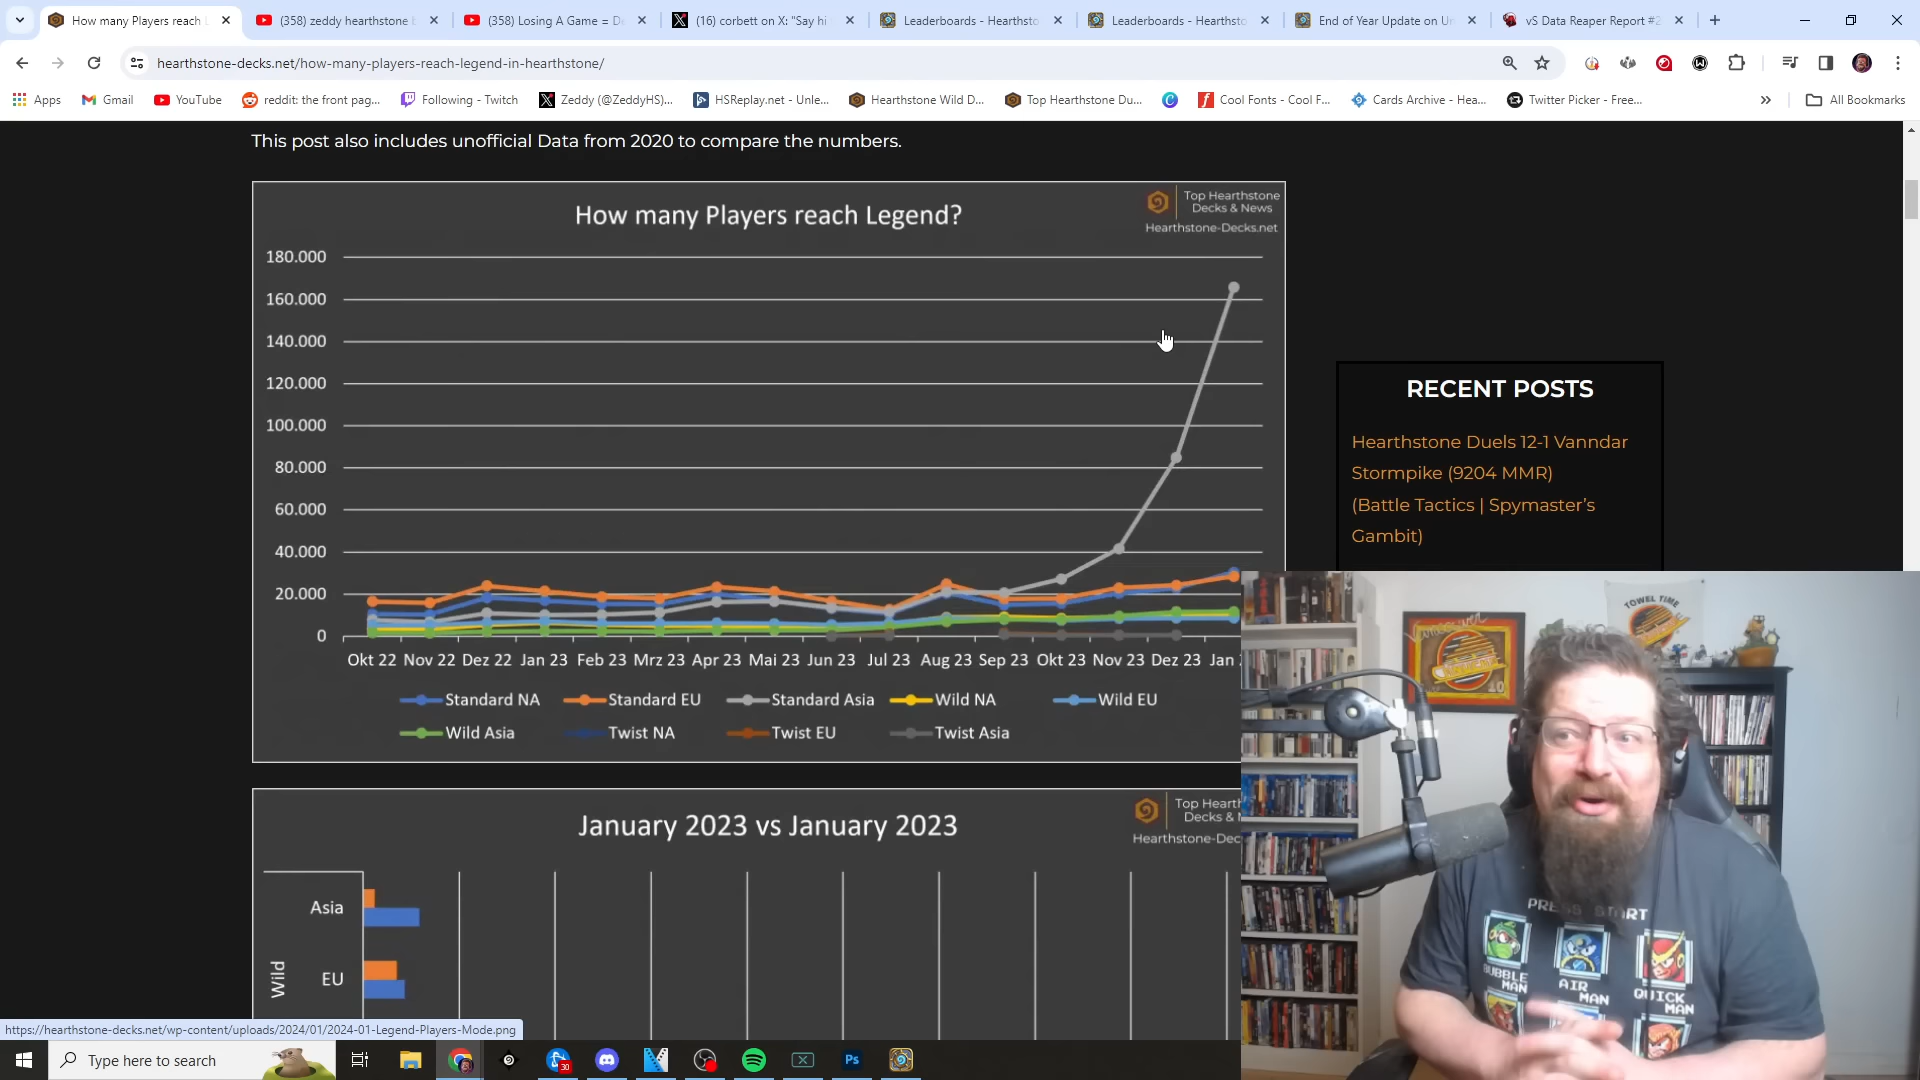 How many Players reach L
(358) zeddy hearthstone b
(358) Losing A Game = De
(16) corbett on X: "Say hi
Leaderboards - Hearthsto
Leaderboards - Hearthsto
End of Year Update on Un
vS Data Reaper Report #2
hearthstone-decks.net/how-many-players-reach-legend-in-hearthstone/
Apps
Gmail
YouTube
reddit: the front pag...
Following - Twitch
Zeddy (@ZeddyHS)...
HSReplay.net - Unle...
Hearthstone Wild D...
Top Hearthstone Du...
Cool Fonts - Cool F...
Cards Archive - Hea...
Twitter Picker - Free...
All Bookmarks
This post also includes unofficial Data from 2020 to compare the numbers.
How many Players reach Legend?
Top Hearthstone
Decks & News
Hearthstone-Decks.net
180.000
160.000
140.000
120.000
100.000
80.000
60.000
40.000
20.000
0
Okt 22 Nov 22 Dez 22 Jan 23 Feb 23 Mrz 23 Apr 23 Mai 23 Jun 23 Jul 23 Aug 23 Sep 23 Okt 23 Nov 23 Dez 23 Jan
Standard NA Standard EU Standard Asia Wild NA Wild EU
Wild Asia Twist NA Twist EU Twist Asia
RECENT POSTS
Hearthstone Duels 12-1 Vanndar
Stormpike (9204 MMR)
(Battle Tactics | Spymaster's
Gambit)
January 2023 vs January 2023
Top Heart
Decks &
Hearthstone-Dec
Asia
EU
Wild
TOWEL TIME
PRESS START
BUBBLE
MAN
AIR
MAN
QUICK
MAN
https://hearthstone-decks.net/wp-content/uploads/2024/01/2024-01-Legend-Players-Mode.png
Type here to search
30
Ps